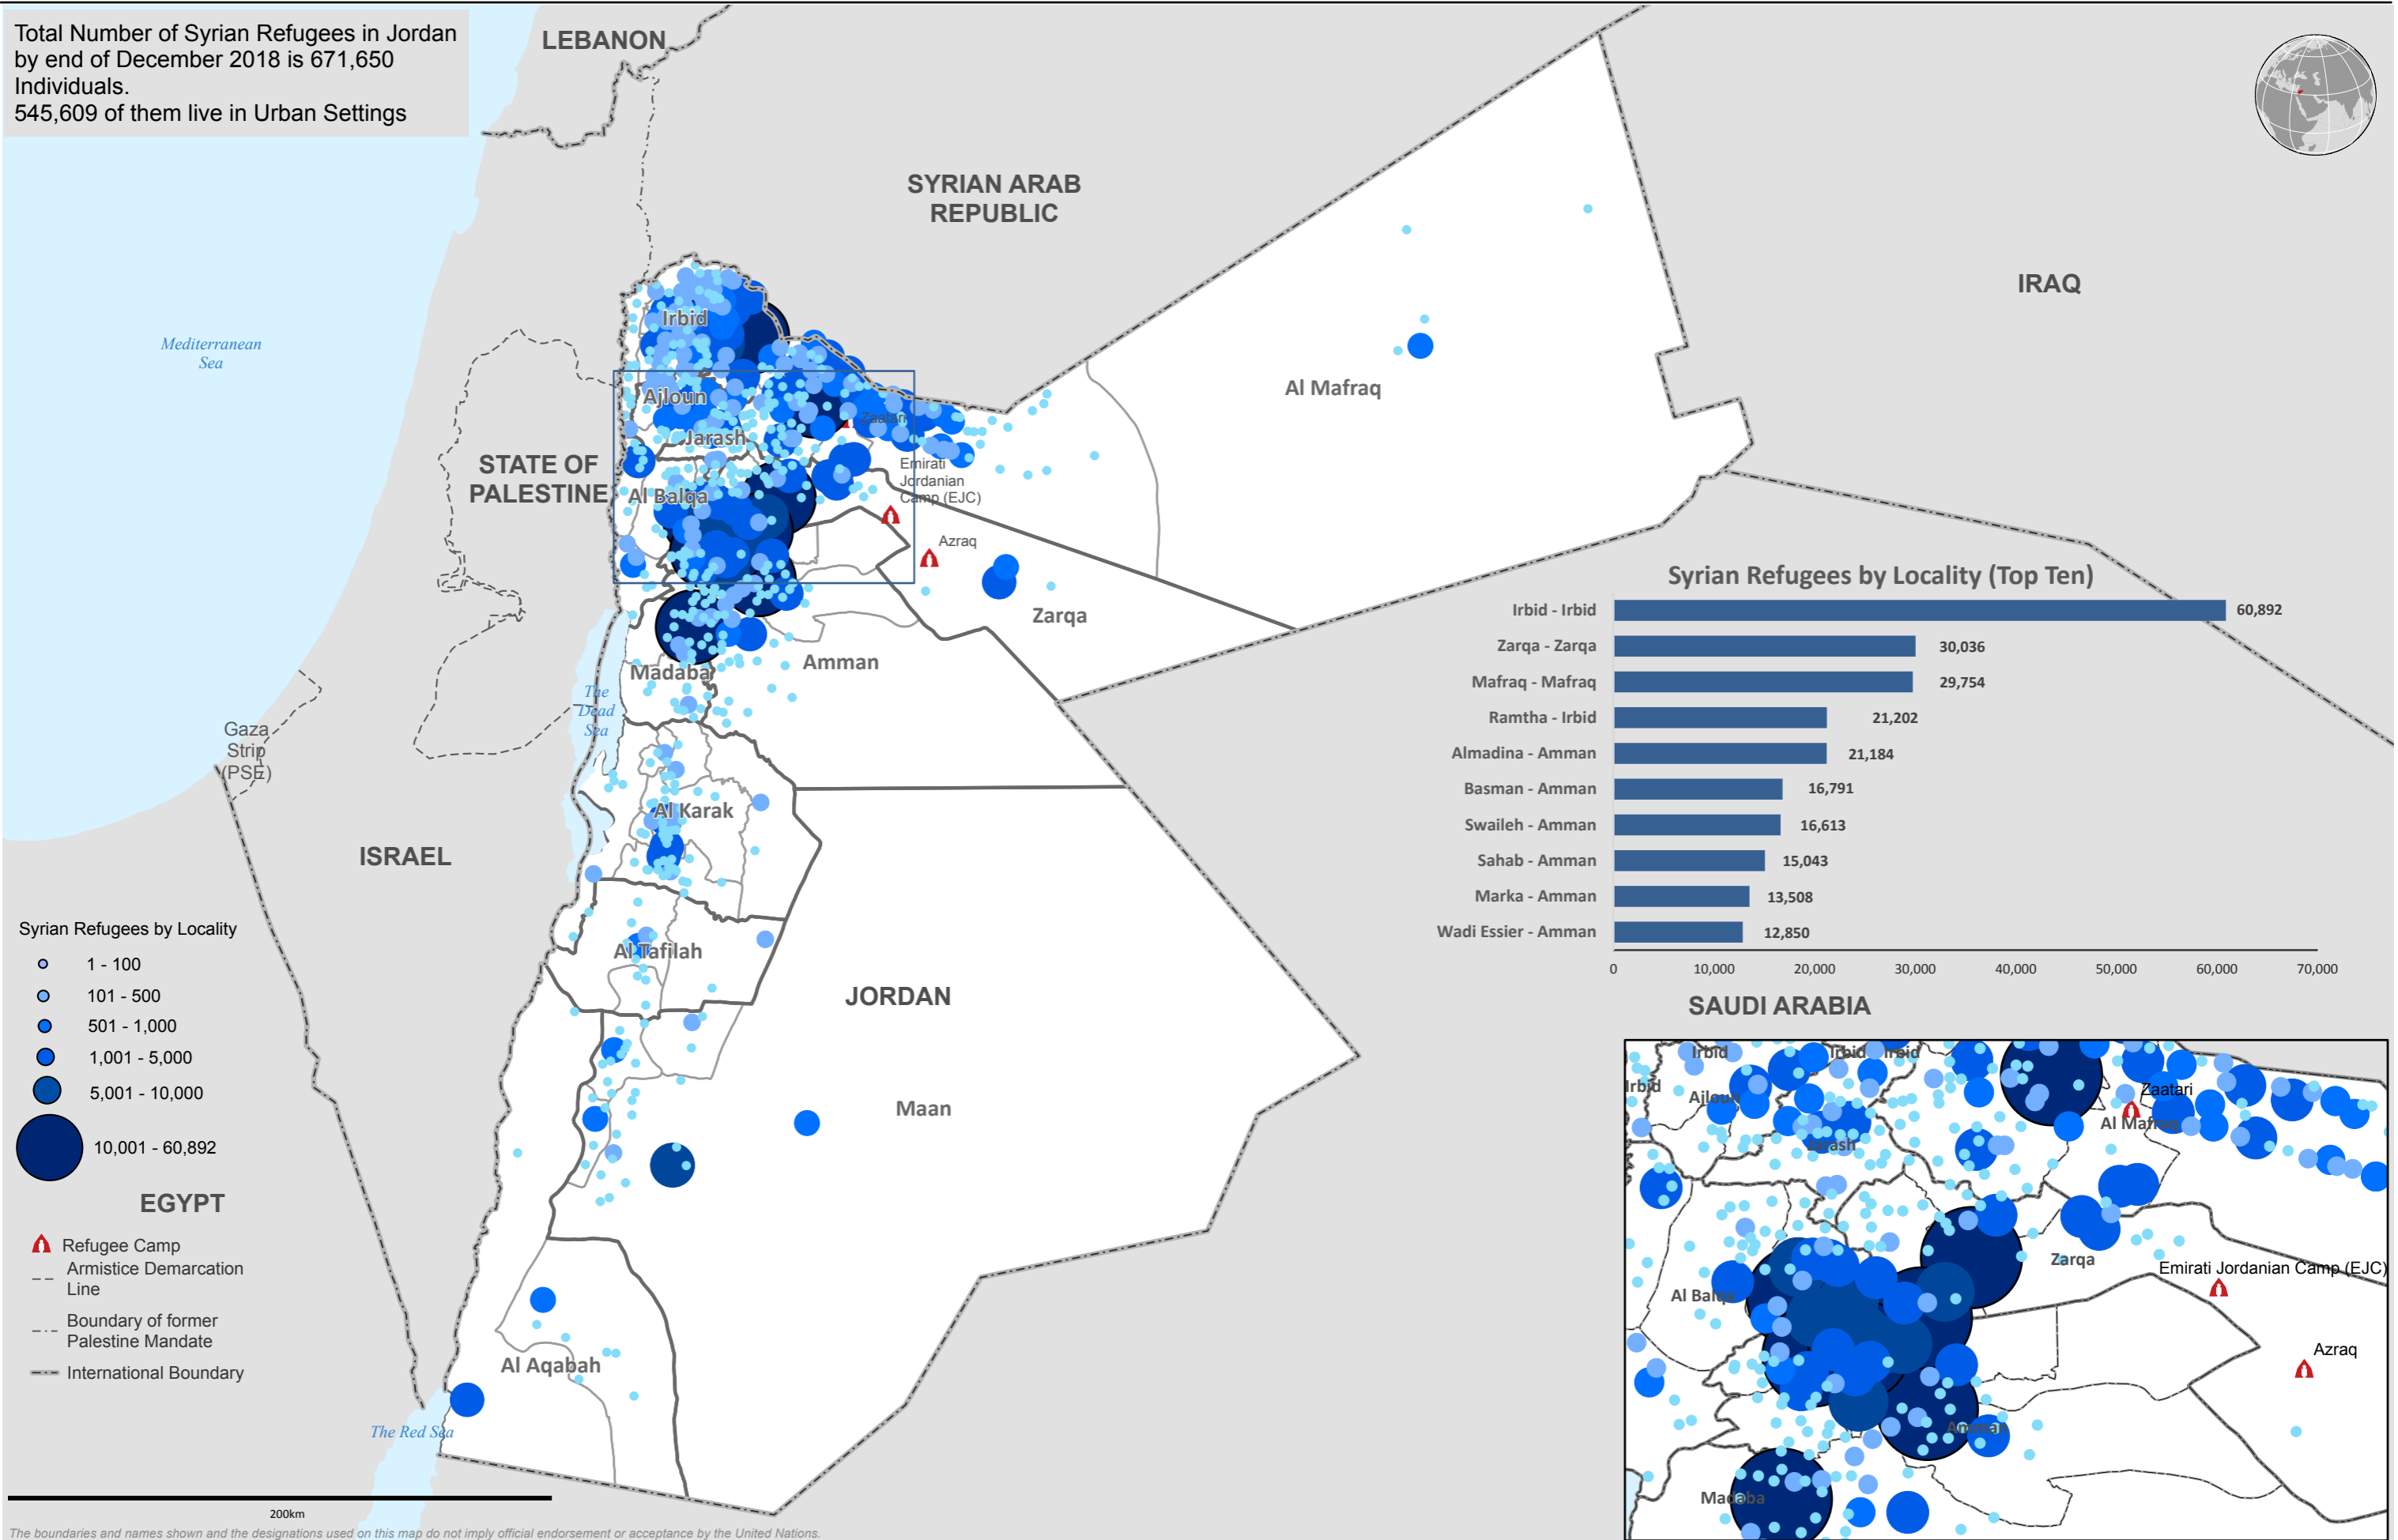 Total Number of Syrian Refugees in Jordan
by end of December 2018 is 671,650
Individuals.
545,609 of them live in Urban Settings
LEBANON
SYRIAN ARAB
REPUBLIC
IRAQ
Mediterranean
Sea
Irbid
Al Mafraq
Ajloun
Zaatari
Jarash
STATE OF
PALESTINE
Emirati
Jordanian
Camp (EJC)
Al Balqa
Azraq
Zarqa
Amman
Madaba
The
Dead
Sea
Gaza
Strip
(PSE)
Al Karak
ISRAEL
Al Tafilah
JORDAN
Maan
Al Aqabah
The Red Sea
Syrian Refugees by Locality (Top Ten)
Irbid - Irbid 60,892
Zarqa - Zarqa 30,036
Mafraq - Mafraq 29,754
Ramtha - Irbid 21,202
Almadina - Amman 21,184
Basman - Amman 16,791
Swaileh - Amman 16,613
Sahab - Amman 15,043
Marka - Amman 13,508
Wadi Essier - Amman 12,850
0 10,000 20,000 30,000 40,000 50,000 60,000 70,000
SAUDI ARABIA
Syrian Refugees by Locality
1 - 100
101 - 500
501 - 1,000
1,001 - 5,000
5,001 - 10,000
10,001 - 60,892
EGYPT
Refugee Camp
Armistice Demarcation
Line
Boundary of former
Palestine Mandate
International Boundary
Irbid Irbid Irbid
Irbid
Ajloun
Zaatari
Al Mafraq
Jarash
Zarqa
Emirati Jordanian Camp (EJC)
Al Balqa
Azraq
Amman
Madaba
200km
The boundaries and names shown and the designations used on this map do not imply official endorsement or acceptance by the United Nations.